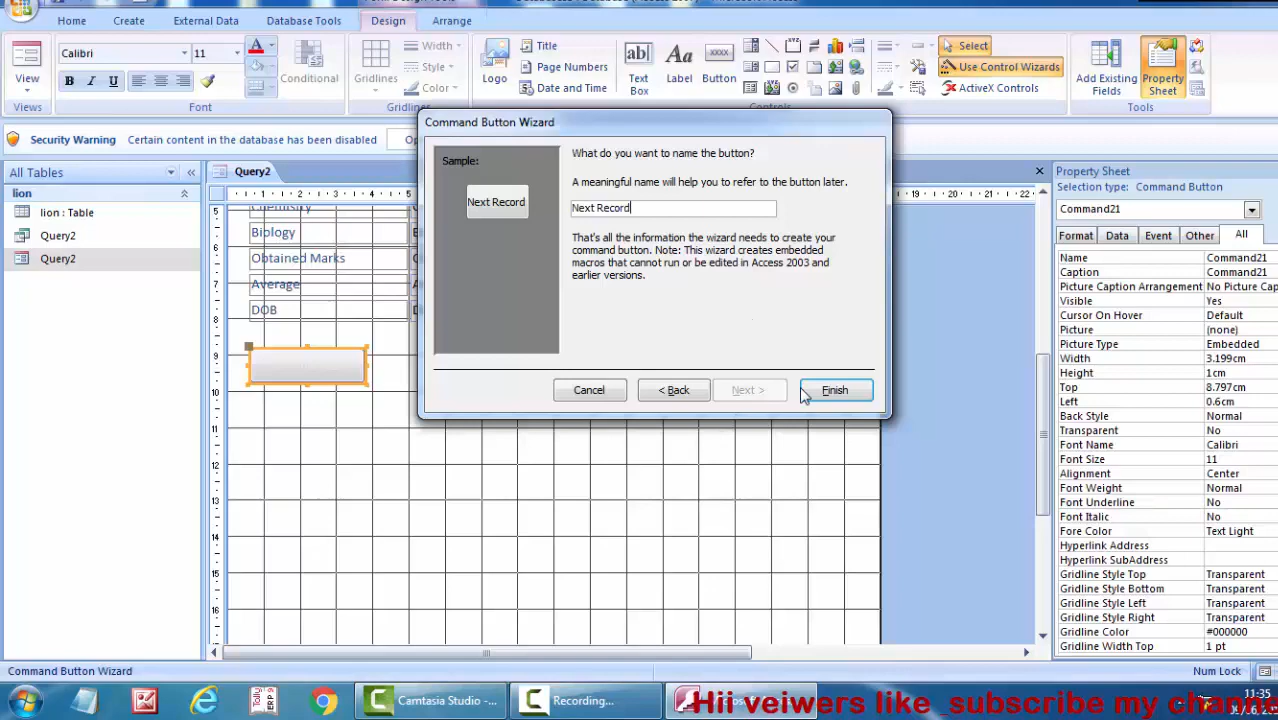 Home Create External Data Database Tools Design Arrange
View
Views
Calibri 11
B I U
Font
Conditional
Gridlines
Width
Style
Color
Gridlines
Logo
Title
Page Numbers
Date and Time
ab|
Text Box
Aa
Label
xxxx
Button
Controls
Select
Use Control Wizards
ActiveX Controls
Add Existing Fields
Property Sheet
Tools
Security Warning Certain content in the database has been disabled
All Tables
lion
lion : Table
Query2
Query2
Query2
Chemistry
Biology
Obtained Marks
Average
DOB
Command Button Wizard
Sample:
Next Record
What do you want to name the button?
A meaningful name will help you to refer to the button later.
Next Record
That's all the information the wizard needs to create your
command button. Note: This wizard creates embedded
macros that cannot run or be edited in Access 2003 and
earlier versions.
Cancel < Back Next > Finish
Property Sheet
Selection type: Command Button
Command21
Format Data Event Other All
Name Command21
Caption Command21
Picture Caption Arrangement No Picture Cap
Visible Yes
Cursor On Hover Default
Picture (none)
Picture Type Embedded
Width 3.199cm
Height 1cm
Top 8.797cm
Left 0.6cm
Back Style Normal
Transparent No
Font Name Calibri
Font Size 11
Alignment Center
Font Weight Normal
Font Underline No
Font Italic No
Fore Color Text Light
Hyperlink Address
Hyperlink SubAddress
Gridline Style Top Transparent
Gridline Style Bottom Transparent
Gridline Style Left Transparent
Gridline Style Right Transparent
Gridline Color #000000
Gridline Width Top 1 pt
Command Button Wizard
Num Lock
Camtasia Studio - ...
Recording...
11:35
Hii veiwers like _subscribe my chann